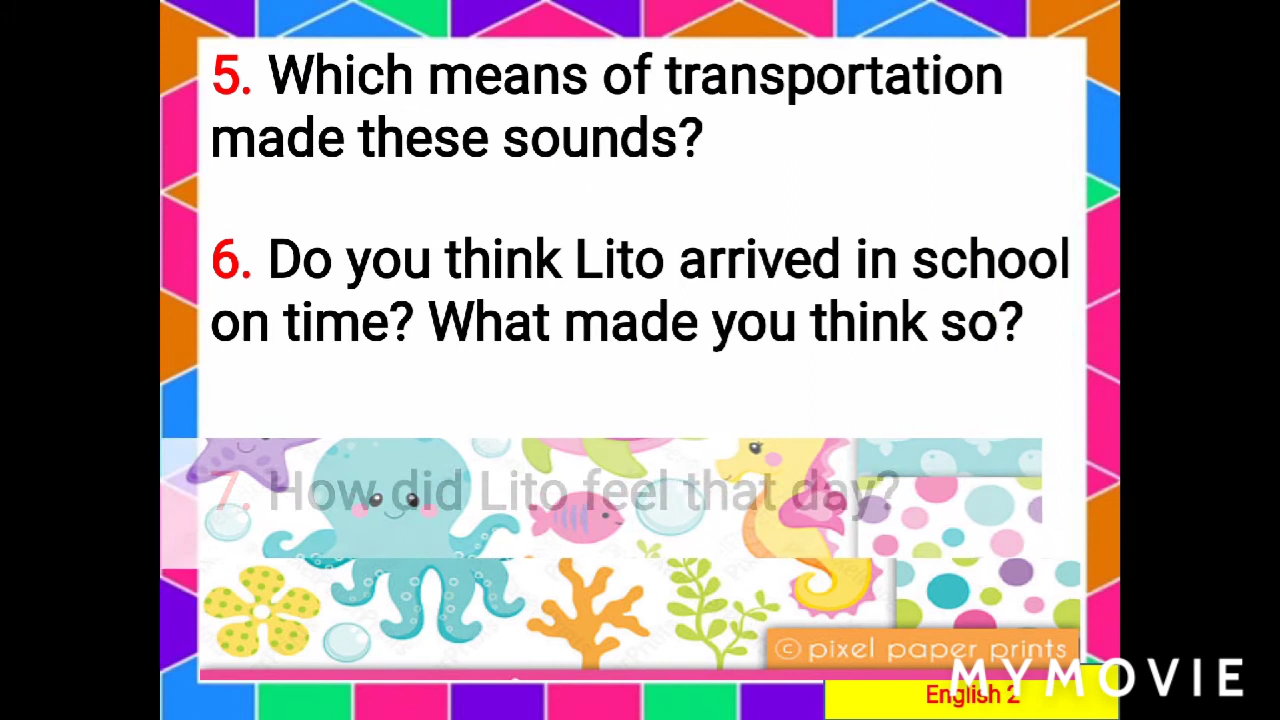 5. Which means of transportation
made these sounds?
6. Do you think Lito arrived in school
on time? What made you think so?
7. How did Lito feel that day?
© pixel paper prints
MYMOVIE
English 2